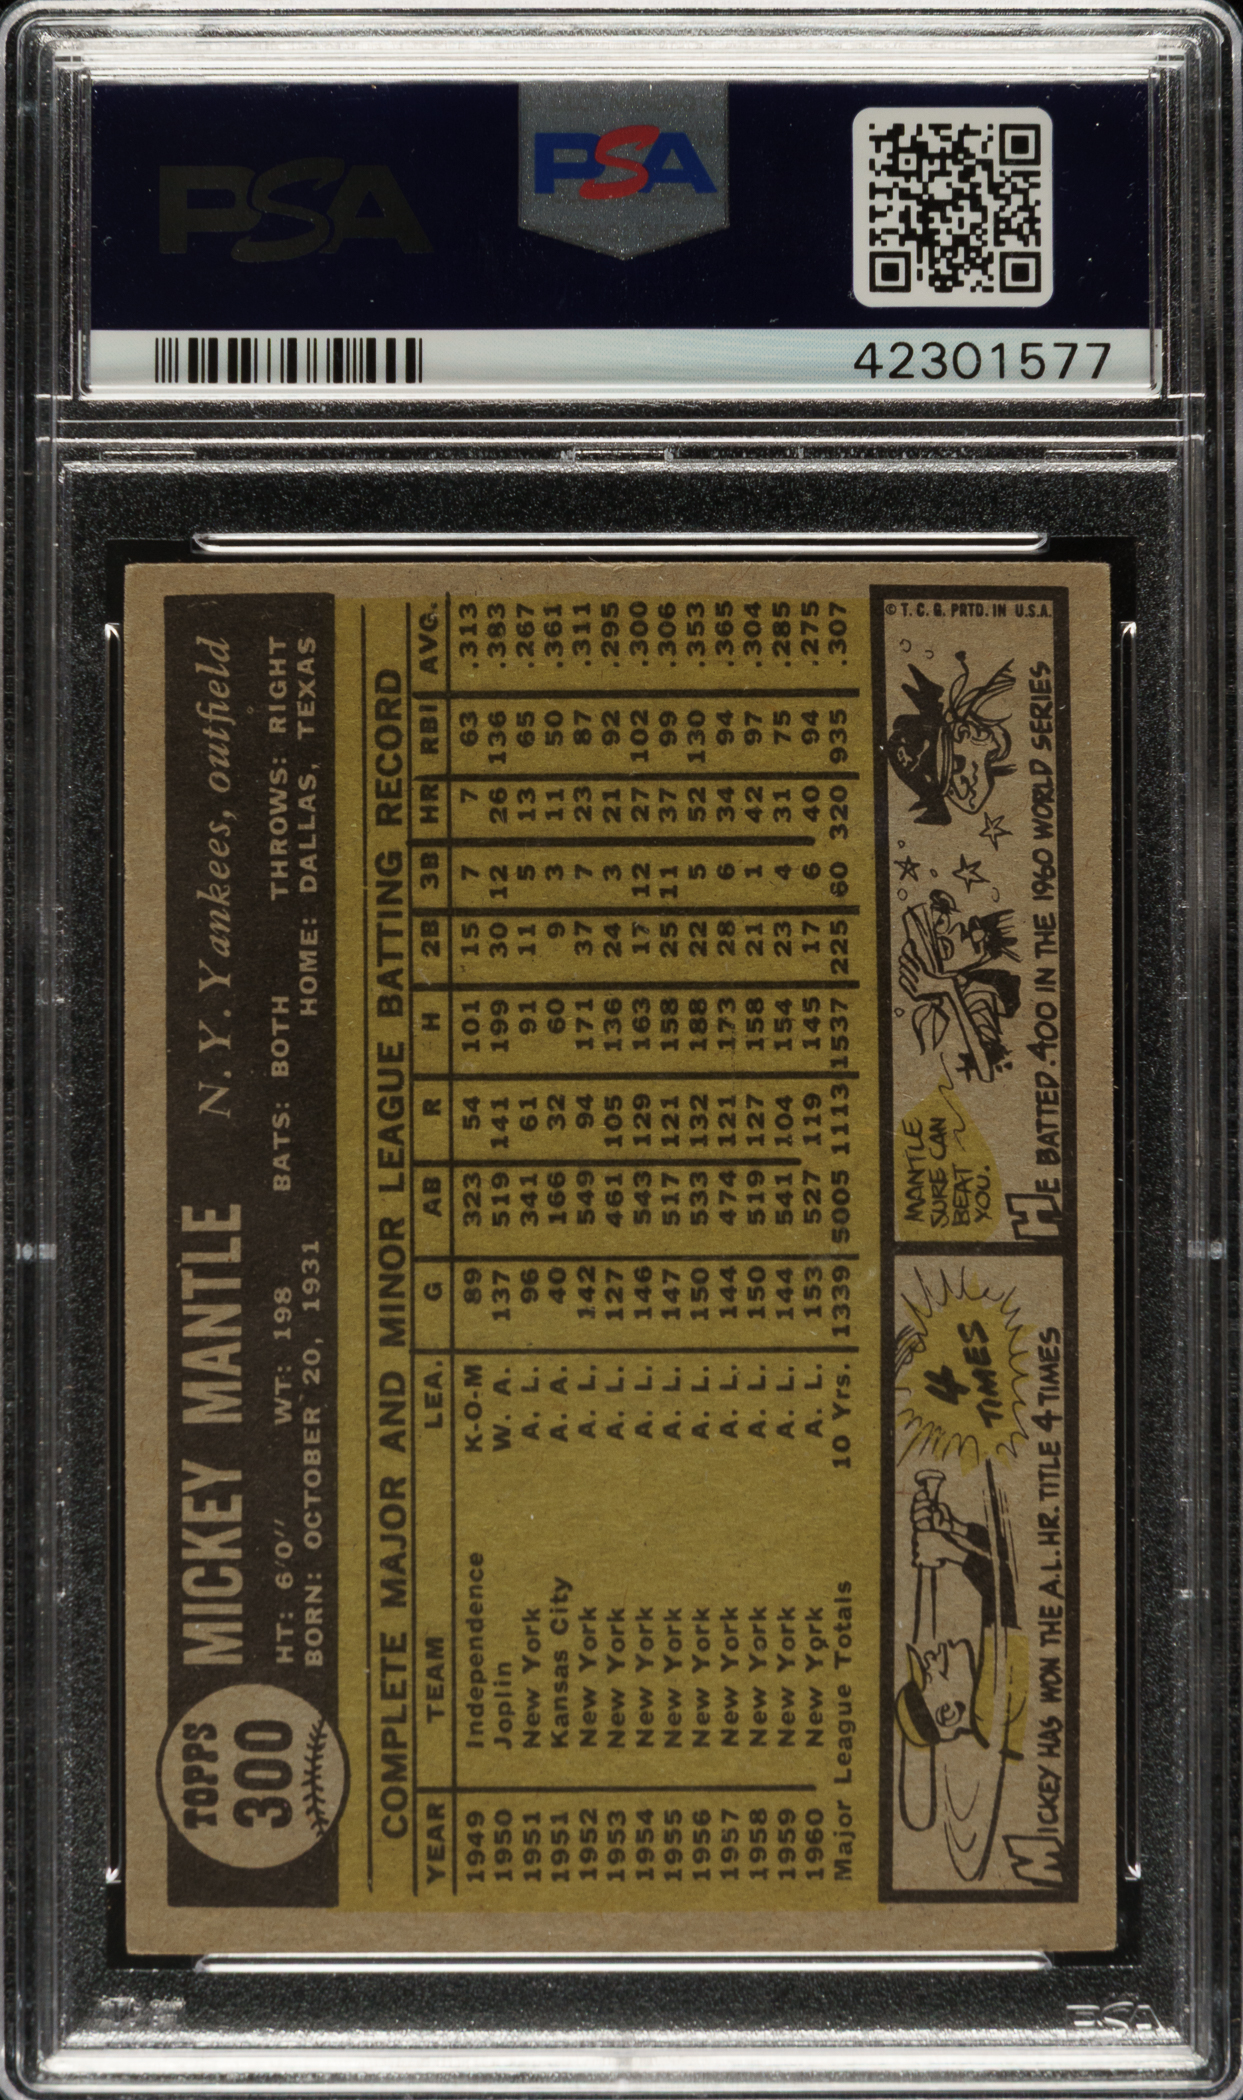 PSA
PSA
42301577
TOPPS
300
MICKEY MANTLE N. Y. Yankees, outfield
HT: 6'0" WT: 198 BATS: BOTH THROWS: RIGHT
BORN: OCTOBER 20, 1931 HOME: DALLAS, TEXAS
COMPLETE MAJOR AND MINOR LEAGUE BATTING RECORD
YEAR TEAM LEA. G AB R H 2B 3B HR RBI AVG.
1949 Independence K-O-M 89 323 54 101 15 7 7 63 .313
1950 Joplin W. A. 137 519 141 199 30 12 26 136 .383
1951 New York A. L. 96 341 61 91 11 5 13 65 .267
1951 Kansas City A. A. 40 166 32 60 9 3 11 50 .361
1952 New York A. L. 142 549 94 171 37 7 23 87 .311
1953 New York A. L. 127 461 105 136 24 3 21 92 .295
1954 New York A. L. 146 543 129 163 17 12 27 102 .300
1955 New York A. L. 147 517 121 158 25 11 37 99 .306
1956 New York A. L. 150 533 132 188 22 5 52 130 .353
1957 New York A. L. 144 474 121 173 28 6 34 94 .365
1958 New York A. L. 150 519 127 158 21 1 42 97 .304
1959 New York A. L. 144 541 104 154 23 4 31 75 .285
1960 New York A. L. 153 527 119 145 17 6 40 94 .275
Major League Totals 10 Yrs. 1339 5005 1113 1537 225 60 320 935 .307
4
TIMES
MICKEY HAS WON THE A.L. HR. TITLE 4 TIMES
MANTLE
SURE CAN
BEAT
YOU.
HE BATTED .400 IN THE 1960 WORLD SERIES
© T. C. G. PRTD. IN U.S.A.
PSA